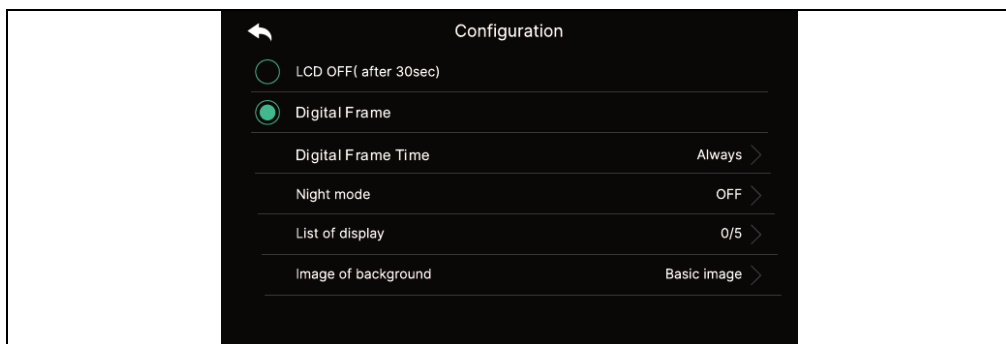 Configuration
LCD OFF( after 30sec)
Digital Frame
Digital Frame Time Always
Night mode OFF
List of display 0/5
Image of background Basic image